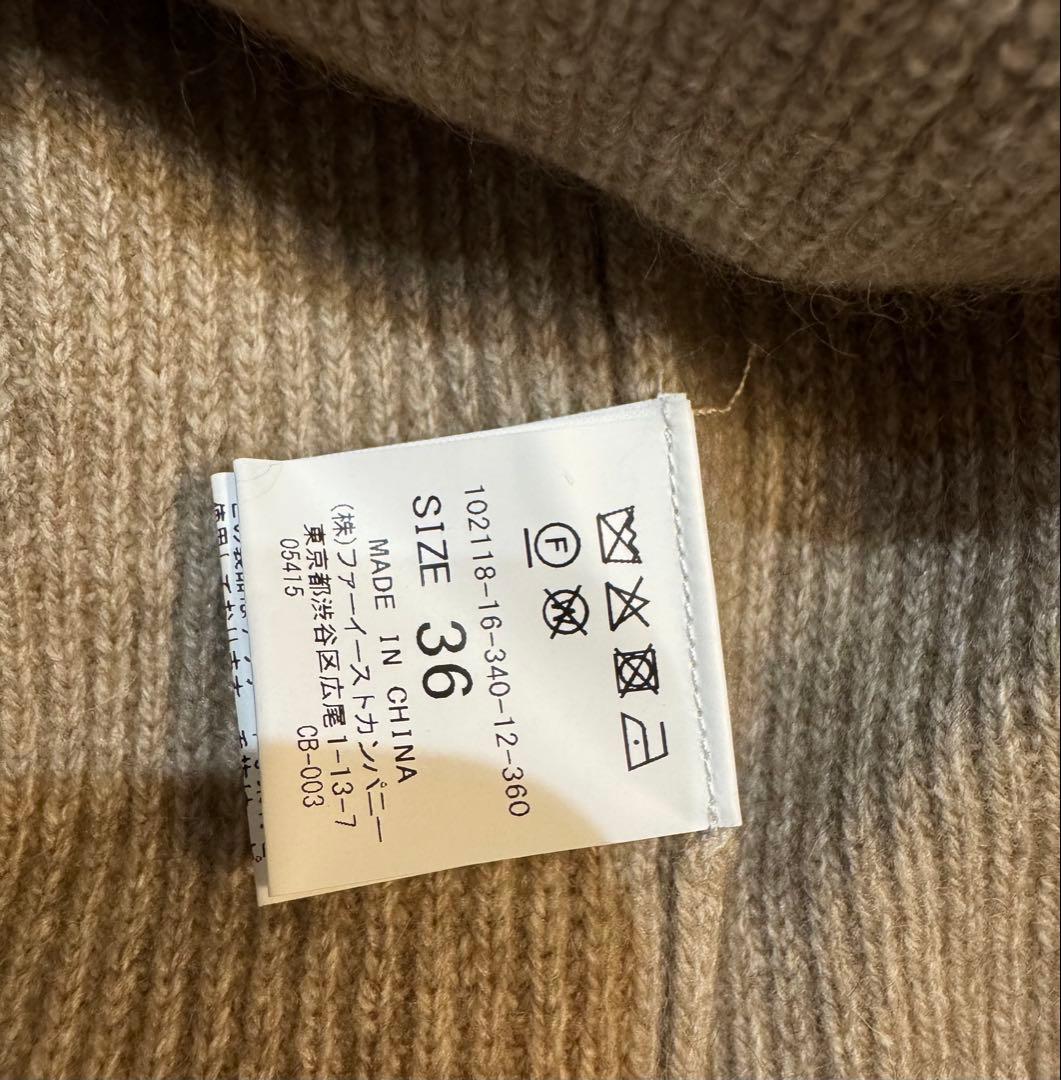 102118-16-340-12-360
SIZE 36
MADE IN CHINA
(株)ファーイーストカンパニー
東京都渋谷区広尾1-13-7
05415 CB-003